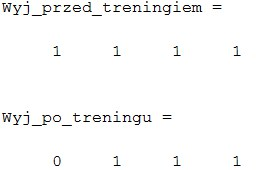 Wyj_przed_treningiem =
1 1 1 1
Wyj_po_treningu =
0 1 1 1